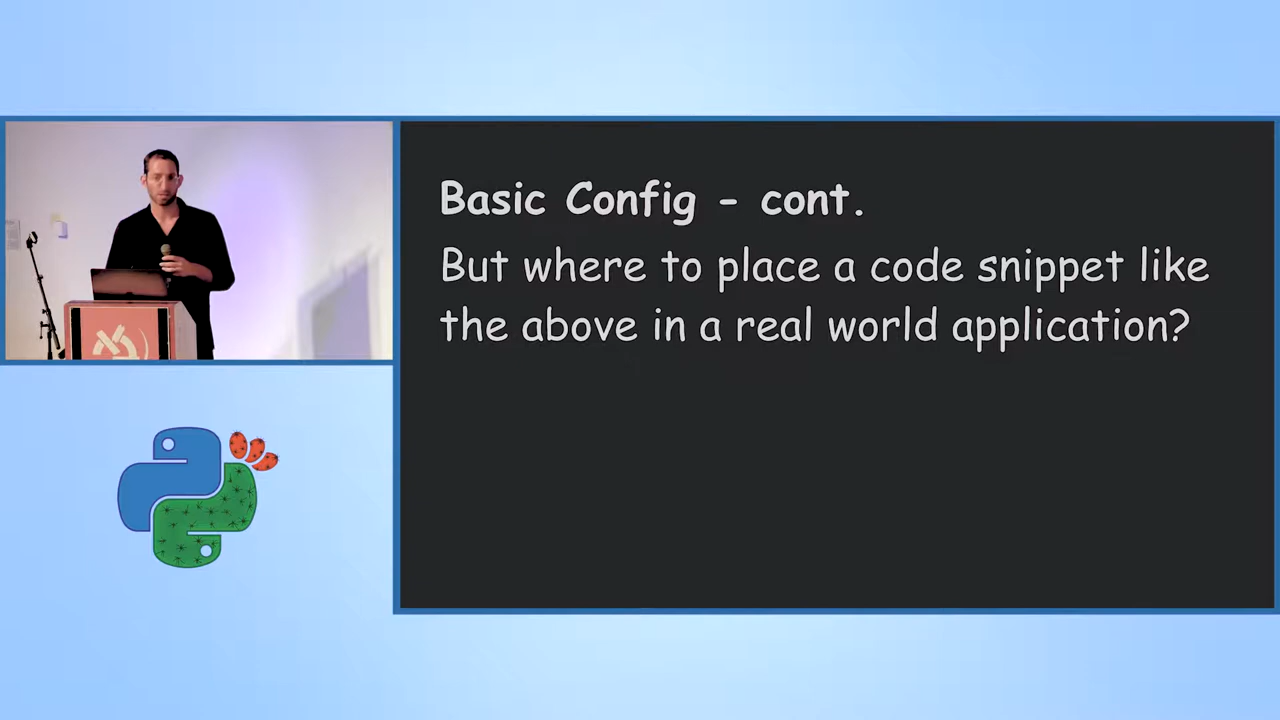 Basic Config - cont.
But where to place a code snippet like
the above in a real world application?